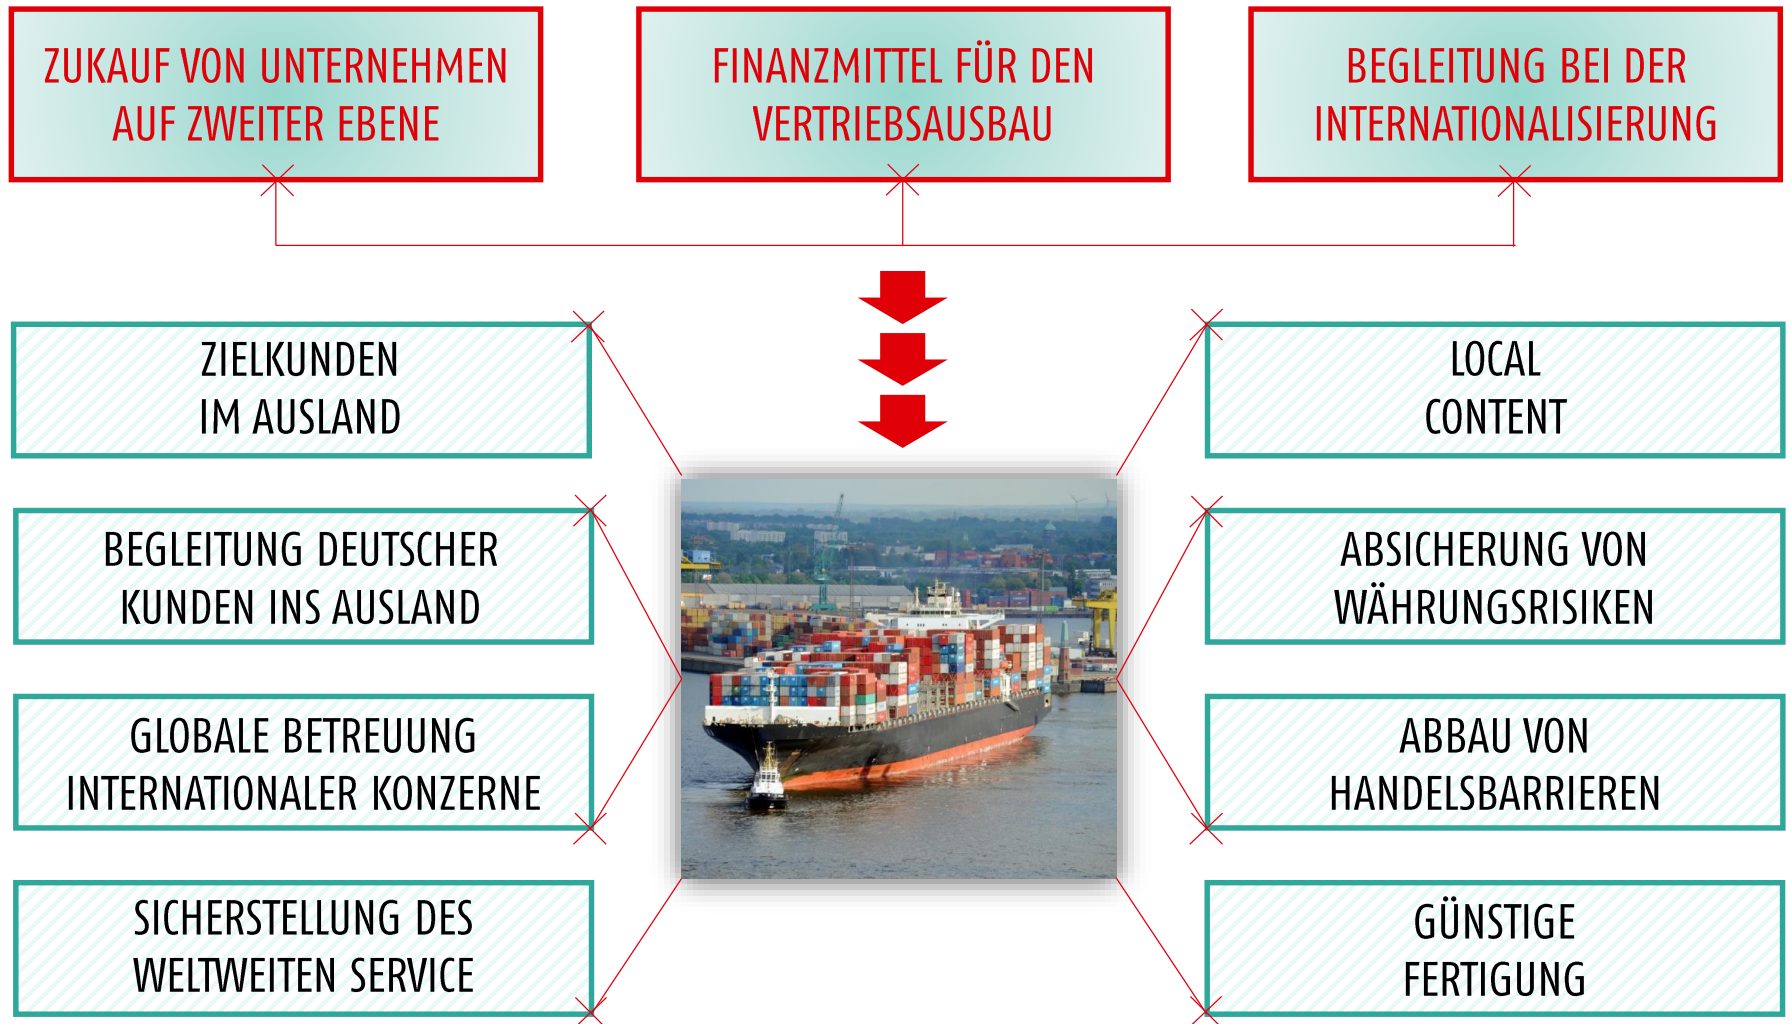 ZUKAUF VON UNTERNEHMEN
AUF ZWEITER EBENE
FINANZMITTEL FÜR DEN
VERTRIEBSAUSBAU
BEGLEITUNG BEI DER
INTERNATIONALISIERUNG
ZIELKUNDEN
IM AUSLAND
BEGLEITUNG DEUTSCHER
KUNDEN INS AUSLAND
GLOBALE BETREUUNG
INTERNATIONALER KONZERNE
SICHERSTELLUNG DES
WELTWEITEN SERVICE
LOCAL
CONTENT
ABSICHERUNG VON
WÄHRUNGSRISIKEN
ABBAU VON
HANDELSBARRIEREN
GÜNSTIGE
FERTIGUNG